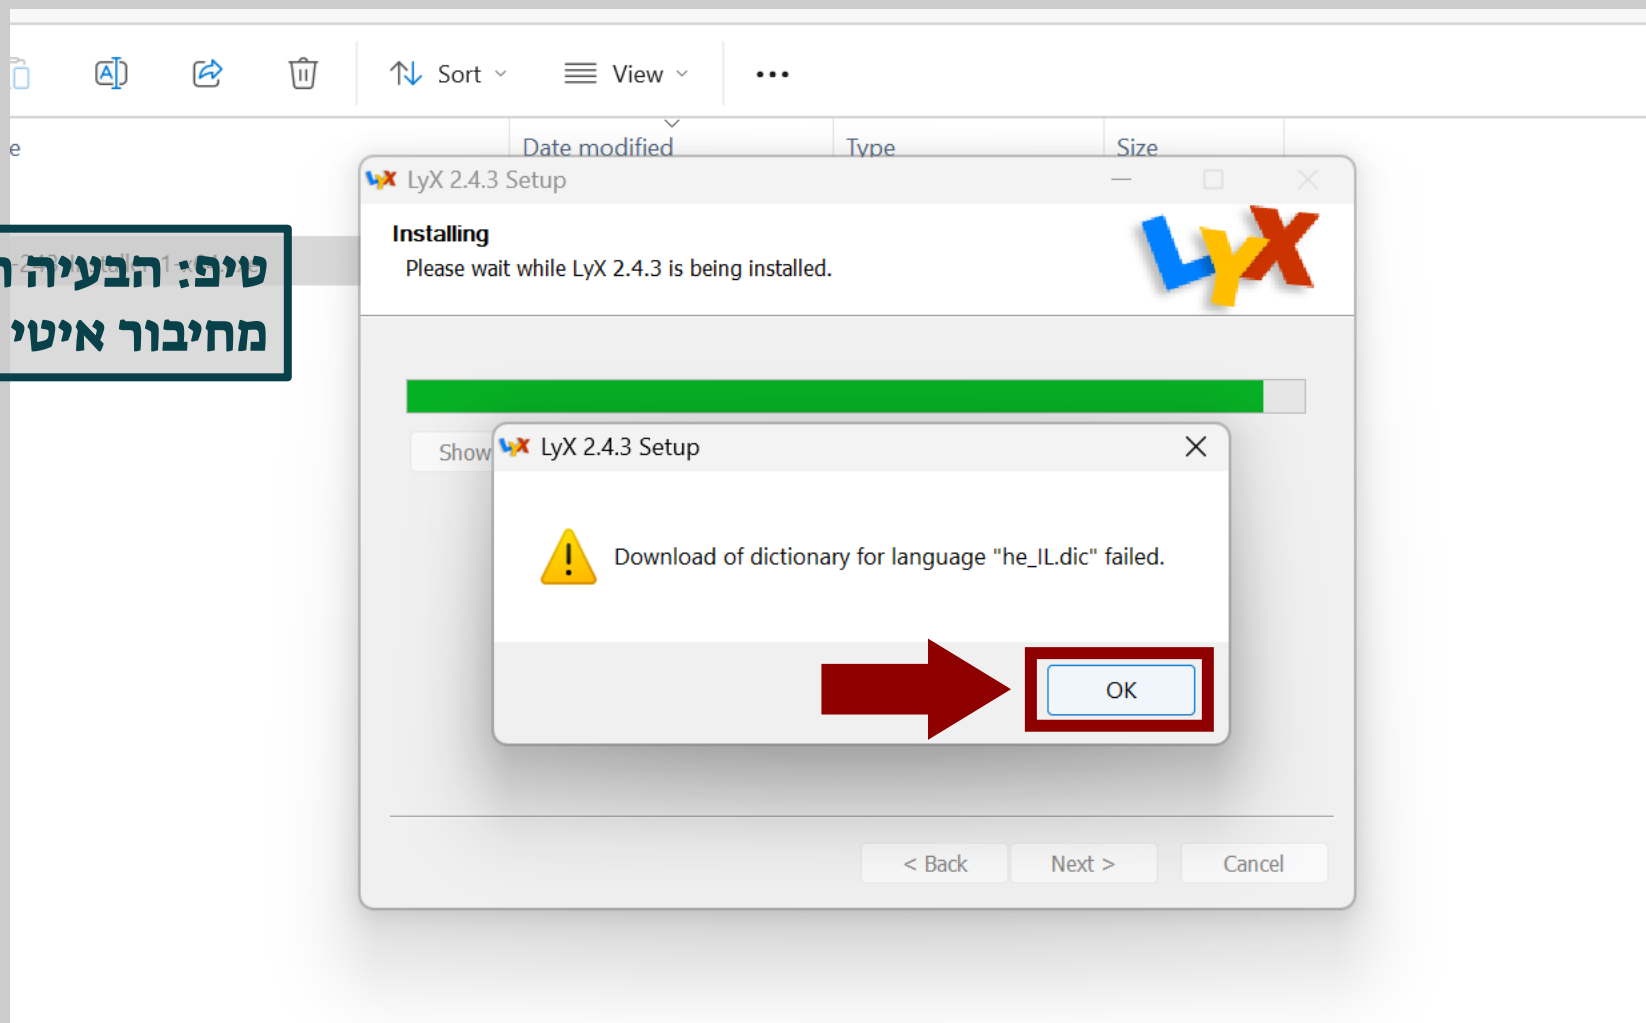 Sort
View
Date modified
Type
Size
LyX 2.4.3 Setup
LyX
Installing
Please wait while LyX 2.4.3 is being installed.
טיפ: הבעיה
מחיבור איטי
Show
LyX 2.4.3 Setup
Download of dictionary for language "he_IL.dic" failed.
OK
< Back
Next >
Cancel